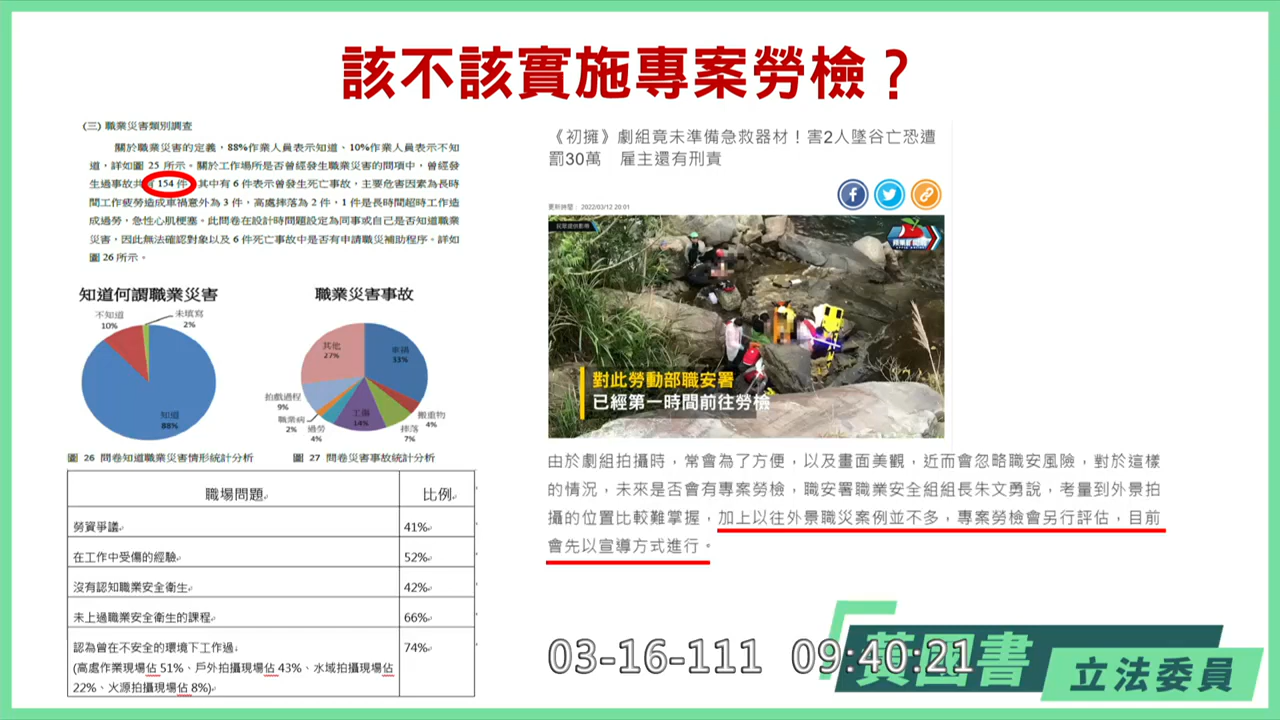 該不該實施專案勞檢？
(三) 職業災害類別調查
關於職業災害的定義，88%作業人員表示知道、10%作業人員表示不知
道，詳如圖 25 所示。關於工作場所是否曾經發生職業災害的問項中，曾經發
生過事故共有 154 件，其中有 6 件表示曾發生死亡事故，主要危害因素為長時
間工作疲勞造成車禍意外為 3 件，高處摔落為 2 件，1 件是長時間超時工作造
成過勞，急性心肌梗塞。此問卷在設計時問題設定為同事或自己是否知道職業
災害，因此無法確認對象以及 6 件死亡事故中是否有申請職災補助程序。詳如
圖 26 所示。
知道何謂職業災害
不知道
10%
未填寫
2%
知道
88%
圖 26 問卷知道職業災害情形統計分析
職業災害事故
其他
27%
車禍
33%
拍戲過程
9%
職業病
2%
過勞
4%
工傷
14%
摔落
7%
搬重物
4%
圖 27 問卷災害事故統計分析
職場問題 比例
勞資爭議 41%
在工作中受傷的經驗 52%
沒有認知職業安全衛生 42%
未上過職業安全衛生的課程 66%
認為曾在不安全的環境下工作過 74%
(高處作業現場佔 51%、戶外拍攝現場佔 43%、水域拍攝現場佔
22%、火源拍攝現場佔 8%)
《初擁》劇組竟未準備急救器材！害2人墜谷亡恐遭
罰30萬　雇主還有刑責
更新時間： 2022/03/12 20:01
民眾提供影片
蘋果新聞網
對此勞動部職安署
已經第一時間前往勞檢
由於劇組拍攝時，常會為了方便，以及畫面美觀，近而會忽略職安風險，對於這樣
的情況，未來是否會有專案勞檢，職安署職業安全組組長朱文勇說，考量到外景拍
攝的位置比較難掌握，加上以往外景職災案例並不多，專案勞檢會另行評估，目前
會先以宣導方式進行。
03-16-111 09:40:21
黃國書
立法委員